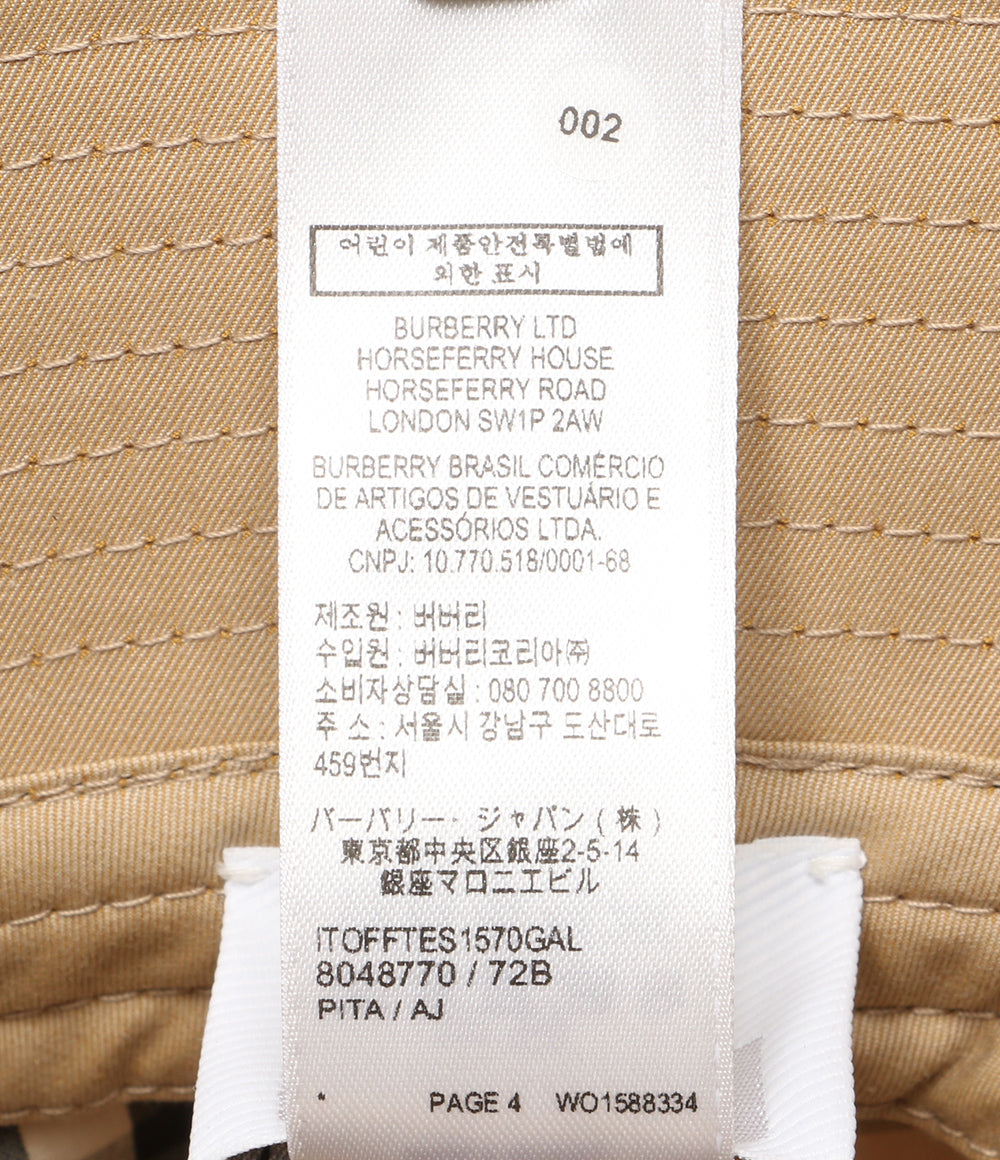 002
어린이 제품안전특별법에
의한 표시
BURBERRY LTD
HORSEFERRY HOUSE
HORSEFERRY ROAD
LONDON SW1P 2AW
BURBERRY BRASIL COMÉRCIO
DE ARTIGOS DE VESTUÁRIO E
ACESSÓRIOS LTDA.
CNPJ: 10.770.518/0001-68
제조원 : 버버리
수입원 : 버버리코리아㈜
소비자상담실 : 080 700 8800
주 소 : 서울시 강남구 도산대로
459번지
バーバリー・ジャパン ( 株 )
東京都中央区銀座2-5-14
銀座マロニエビル
ITOFFTES1570GAL
8048770 / 72B
PITA / AJ
* PAGE 4 WO1588334